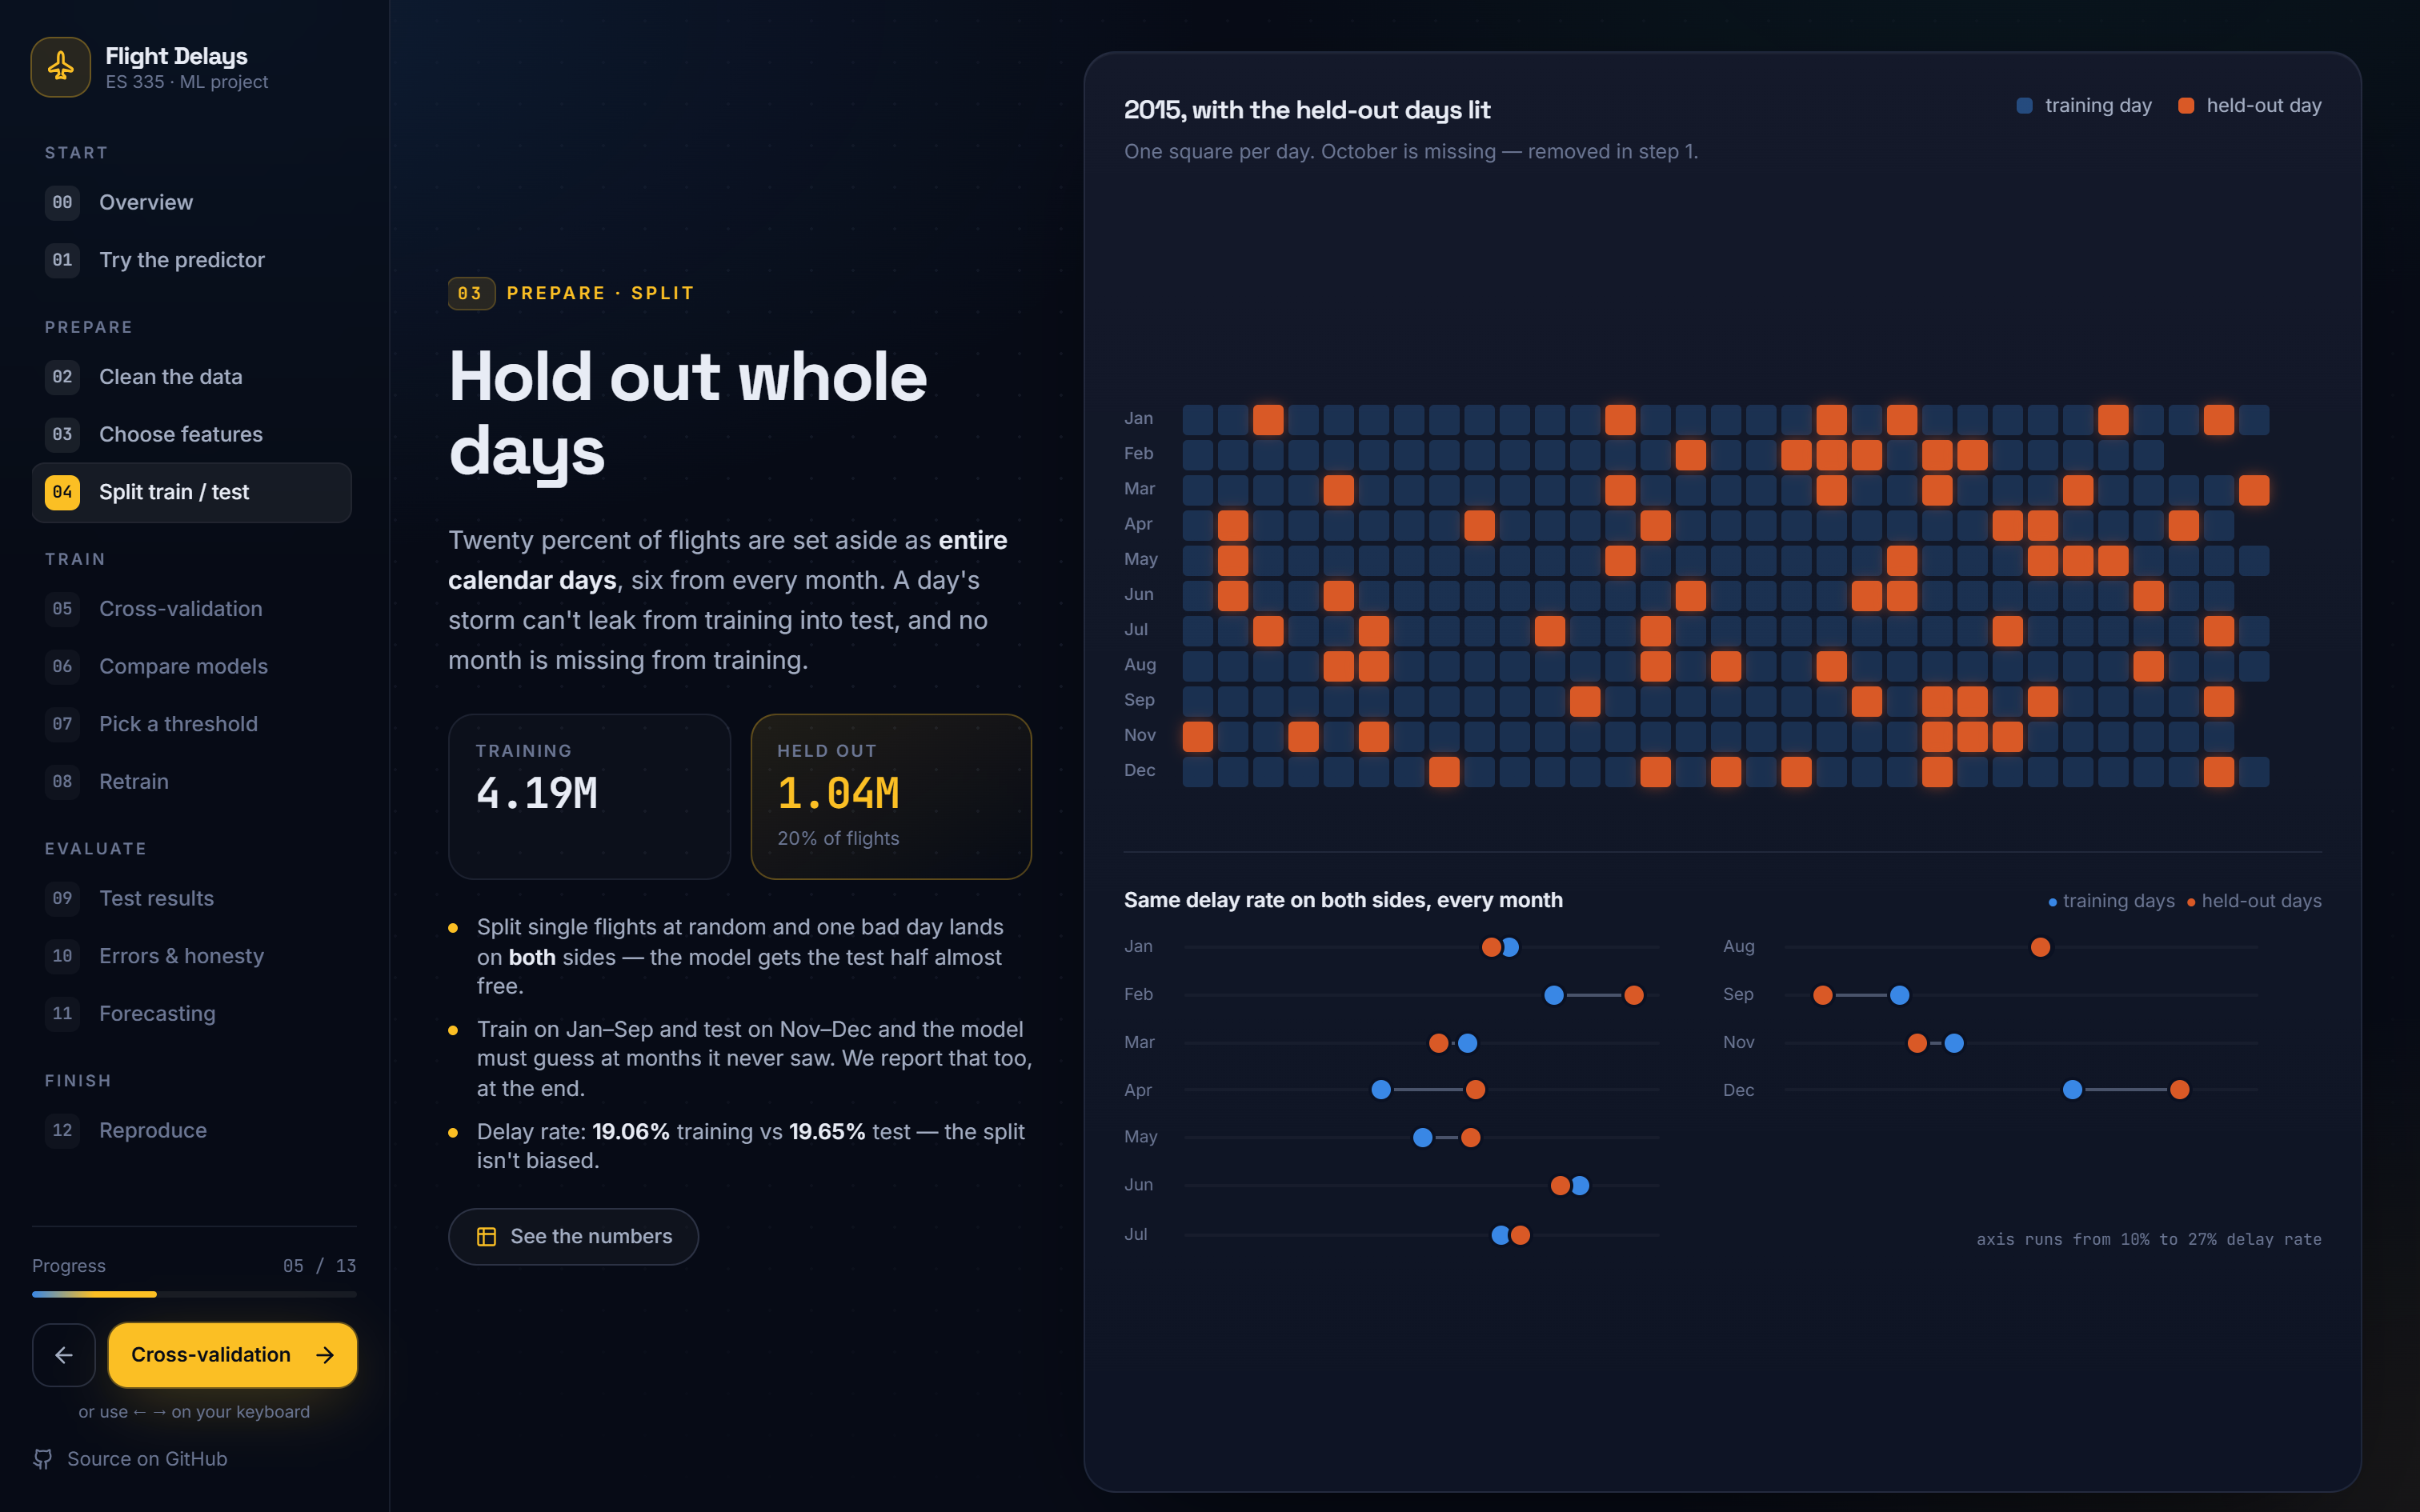 Flight Delays
ES 335 · ML project
START
00 Overview
01 Try the predictor
PREPARE
02 Clean the data
03 Choose features
04 Split train / test
TRAIN
05 Cross-validation
06 Compare models
07 Pick a threshold
08 Retrain
EVALUATE
09 Test results
10 Errors & honesty
11 Forecasting
FINISH
12 Reproduce
Progress 05 / 13
← Cross-validation →
or use ← → on your keyboard
Source on GitHub
03 PREPARE · SPLIT
Hold out whole
days
Twenty percent of flights are set aside as entire
calendar days, six from every month. A day's
storm can't leak from training into test, and no
month is missing from training.
TRAINING
4.19M
HELD OUT
1.04M
20% of flights
Split single flights at random and one bad day lands
on both sides — the model gets the test half almost
free.
Train on Jan–Sep and test on Nov–Dec and the model
must guess at months it never saw. We report that too,
at the end.
Delay rate: 19.06% training vs 19.65% test — the split
isn't biased.
See the numbers
2015, with the held-out days lit
training day held-out day
One square per day. October is missing — removed in step 1.
Jan
Feb
Mar
Apr
May
Jun
Jul
Aug
Sep
Nov
Dec
Same delay rate on both sides, every month
training days held-out days
Jan
Feb
Mar
Apr
May
Jun
Jul
Aug
Sep
Nov
Dec
axis runs from 10% to 27% delay rate